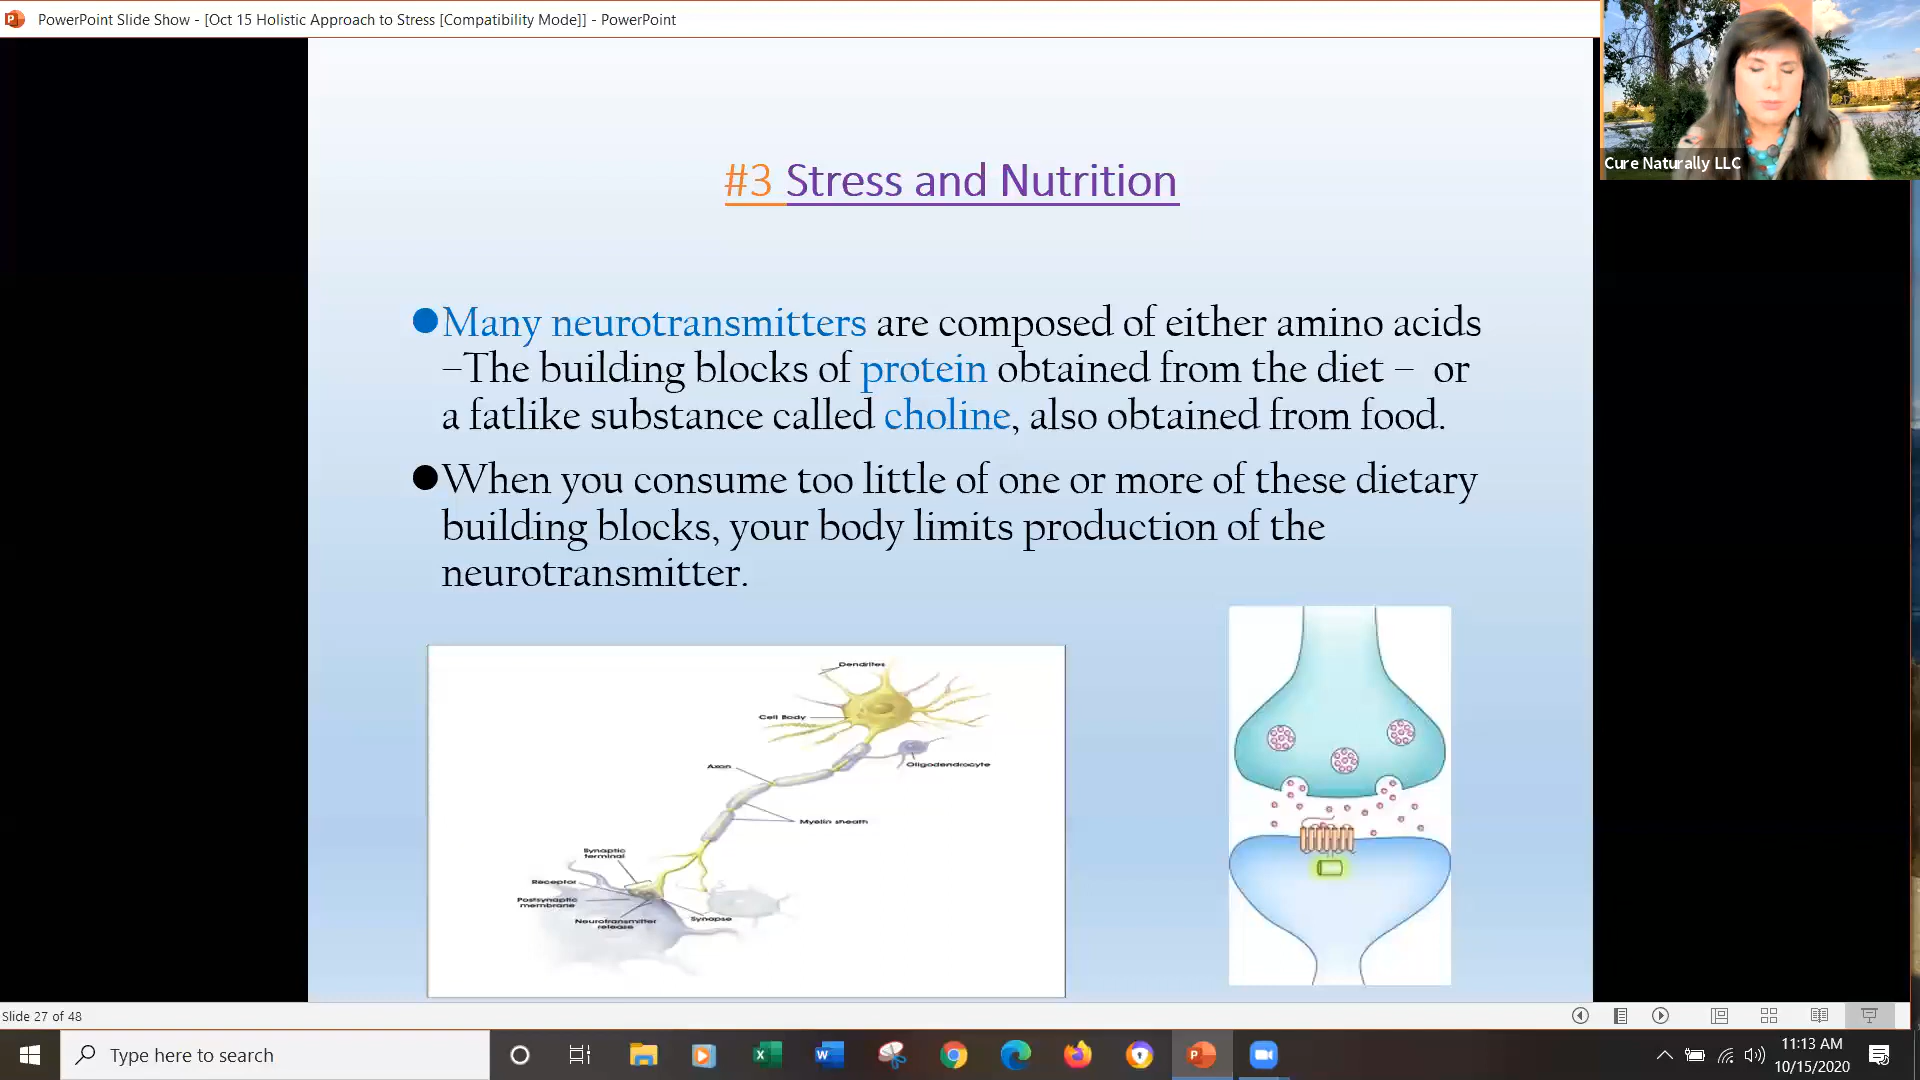 PowerPoint Slide Show - [Oct 15 Holistic Approach to Stress [Compatibility Mode]] - PowerPoint
Cure Naturally LLC
#3 Stress and Nutrition
Many neurotransmitters are composed of either amino acids
–The building blocks of protein obtained from the diet – or
a fatlike substance called choline, also obtained from food.
When you consume too little of one or more of these dietary
building blocks, your body limits production of the
neurotransmitter.
Dendrites
Cell Body
Oligodendrocyte
Axon
Myelin sheath
Synaptic
terminal
Receptor
Postsynaptic
membrane
Neurotransmitter
release
Synapse
Slide 27 of 48
Type here to search
11:13 AM
10/15/2020